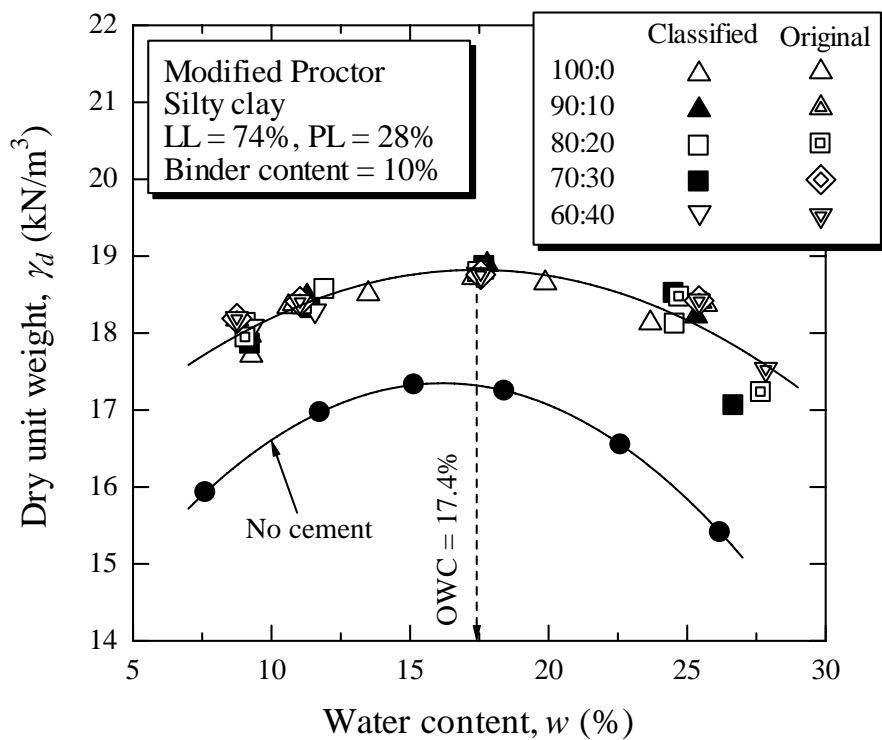 Classified Original
100:0
90:10
80:20
70:30
60:40
Modified Proctor
Silty clay
LL = 74%, PL = 28%
Binder content = 10%
22
21
20
19
18
17
16
15
14
Dry unit weight, γd (kN/m³)
No cement
OWC = 17.4%
5 10 15 20 25 30
Water content, w (%)